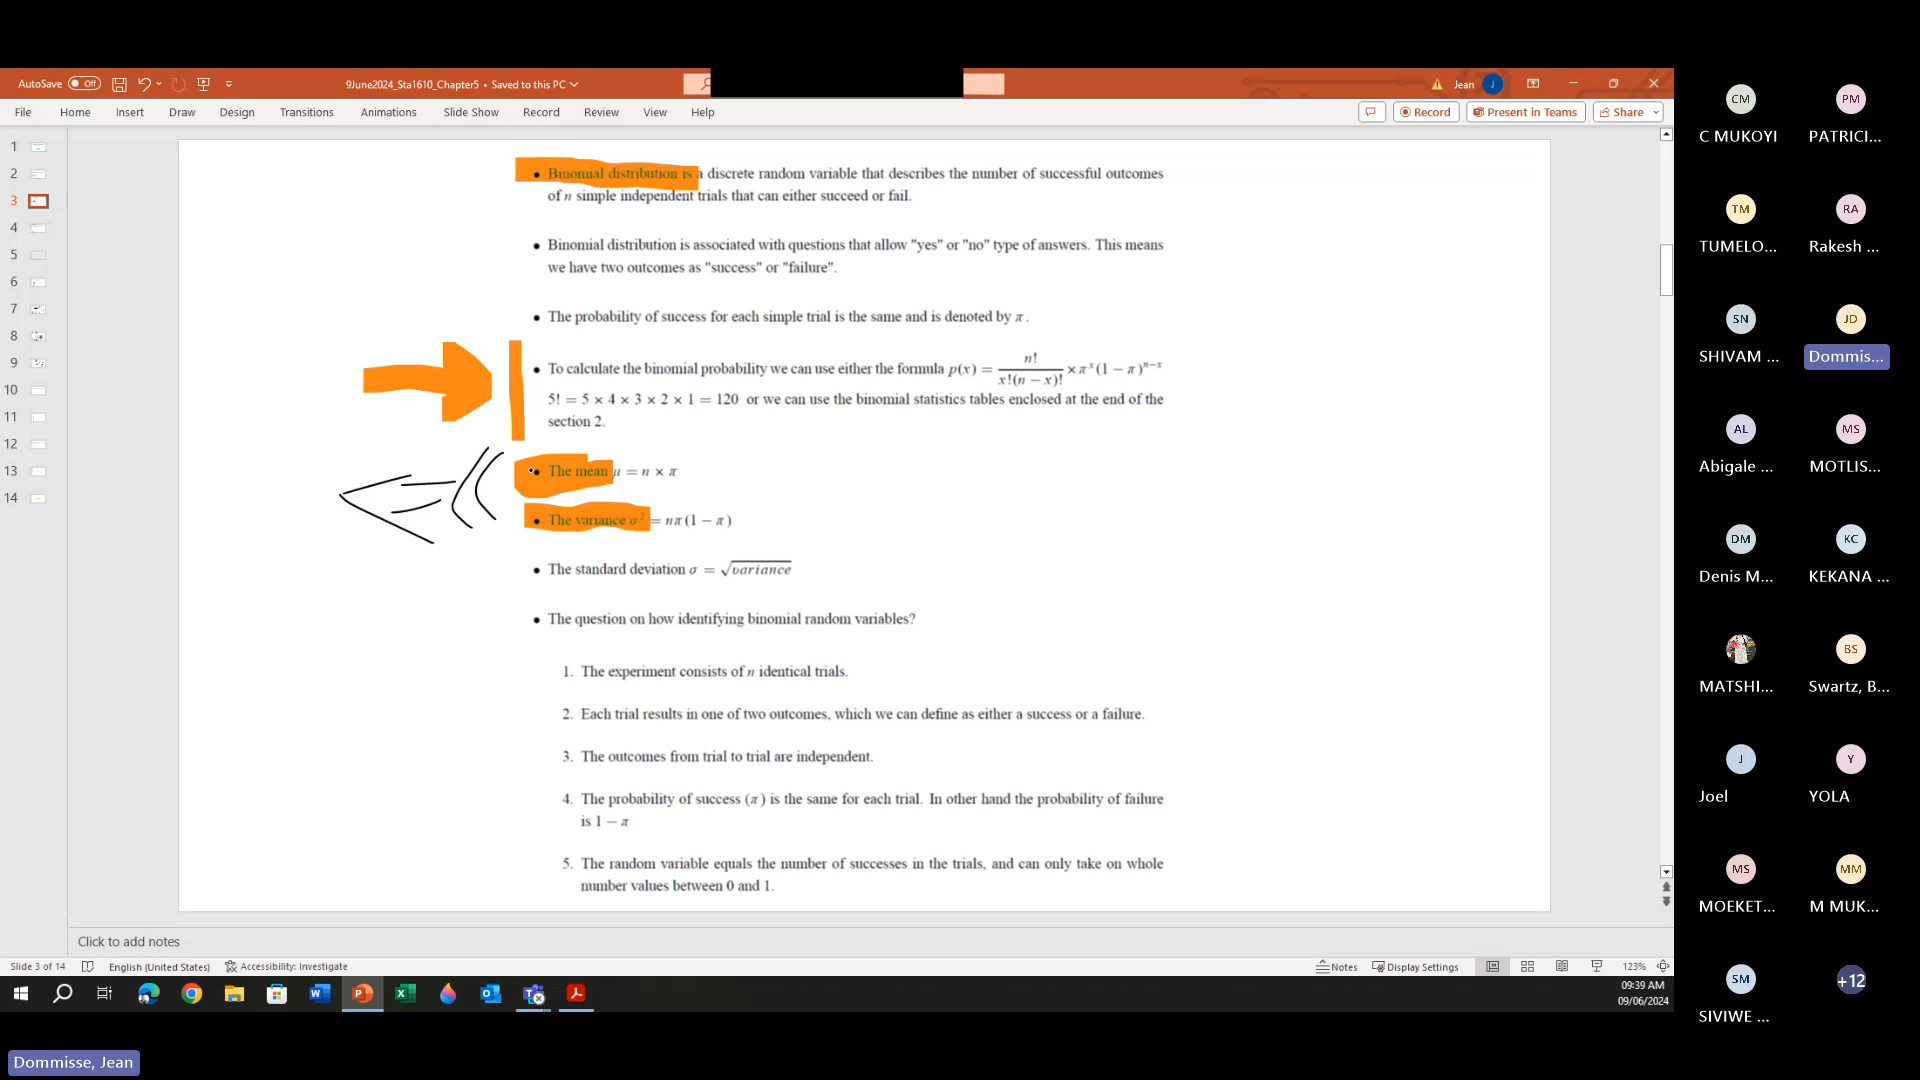 AutoSave Off 9June2024_Sta1610_Chapter5 • Saved to this PC Jean J
File Home Insert Draw Design Transitions Animations Slide Show Record Review View Help Record Present in Teams Share
1
2
3
4
5
6
7
8
9
10
11
12
13
14
• Binomial distribution is a discrete random variable that describes the number of successful outcomes
of n simple independent trials that can either succeed or fail.
• Binomial distribution is associated with questions that allow "yes" or "no" type of answers. This means
we have two outcomes as "success" or "failure".
• The probability of success for each simple trial is the same and is denoted by π.
• To calculate the binomial probability we can use either the formula p(x) = n!/(x!(n − x)!) × π^x(1 − π)^(n−x)
5! = 5 × 4 × 3 × 2 × 1 = 120 or we can use the binomial statistics tables enclosed at the end of the
section 2.
• The mean μ = n × π
• The variance σ² = nπ(1 − π)
• The standard deviation σ = √variance
• The question on how identifying binomial random variables?
1. The experiment consists of n identical trials.
2. Each trial results in one of two outcomes, which we can define as either a success or a failure.
3. The outcomes from trial to trial are independent.
4. The probability of success (π) is the same for each trial. In other hand the probability of failure
is 1 − π
5. The random variable equals the number of successes in the trials, and can only take on whole
number values between 0 and 1.
Click to add notes
Slide 3 of 14 English (United States) Accessibility: Investigate Notes Display Settings 123%
09:39 AM
09/06/2024
Dommisse, Jean
CM PM
C MUKOYI PATRICI...
TM RA
TUMELO... Rakesh ...
SN JD
SHIVAM ... Dommis...
AL MS
Abigale ... MOTLIS...
DM KC
Denis M... KEKANA ...
BS
MATSHI... Swartz, B...
J Y
Joel YOLA
MS MM
MOEKET... M MUK...
SM +12
SIVIWE ...